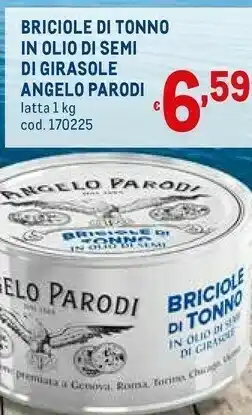 BRICIOLE DI TONNO
IN OLIO DI SEMI
DI GIRASOLE
ANGELO PARODI
latta 1 kg
cod. 170225
€6,59
ANGELO PARODI
BRICIOLE DI
TONNO
IN OLIO DI SEMI
ELO PARODI
BRICIOLE
DI TONNO
IN OLIO DI SEMI
DI GIRASOLE
premiata a Genova, Roma, Torino, Chicago,